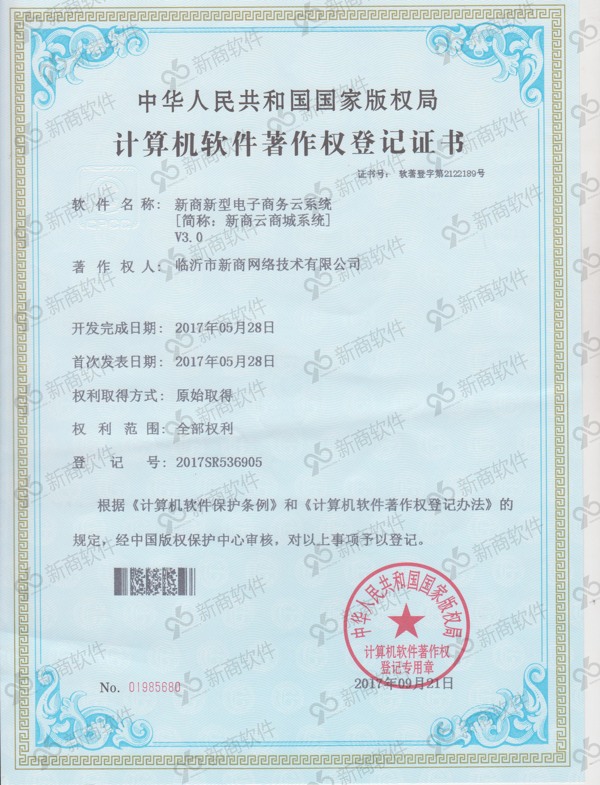 中华人民共和国国家版权局
计算机软件著作权登记证书
证书号： 软著登字第2122189号
软件名称： 新商新型电子商务云系统
[简称：新商云商城系统]
V3.0
著作权人： 临沂市新商网络技术有限公司
开发完成日期： 2017年05月28日
首次发表日期： 2017年05月28日
权利取得方式： 原始取得
权利范围： 全部权利
登记号： 2017SR536905
根据《计算机软件保护条例》和《计算机软件著作权登记办法》的
规定，经中国版权保护中心审核，对以上事项予以登记。
中华人民共和国国家版权局
计算机软件著作权
登记专用章
No. 01985680
2017年09月21日
新商软件